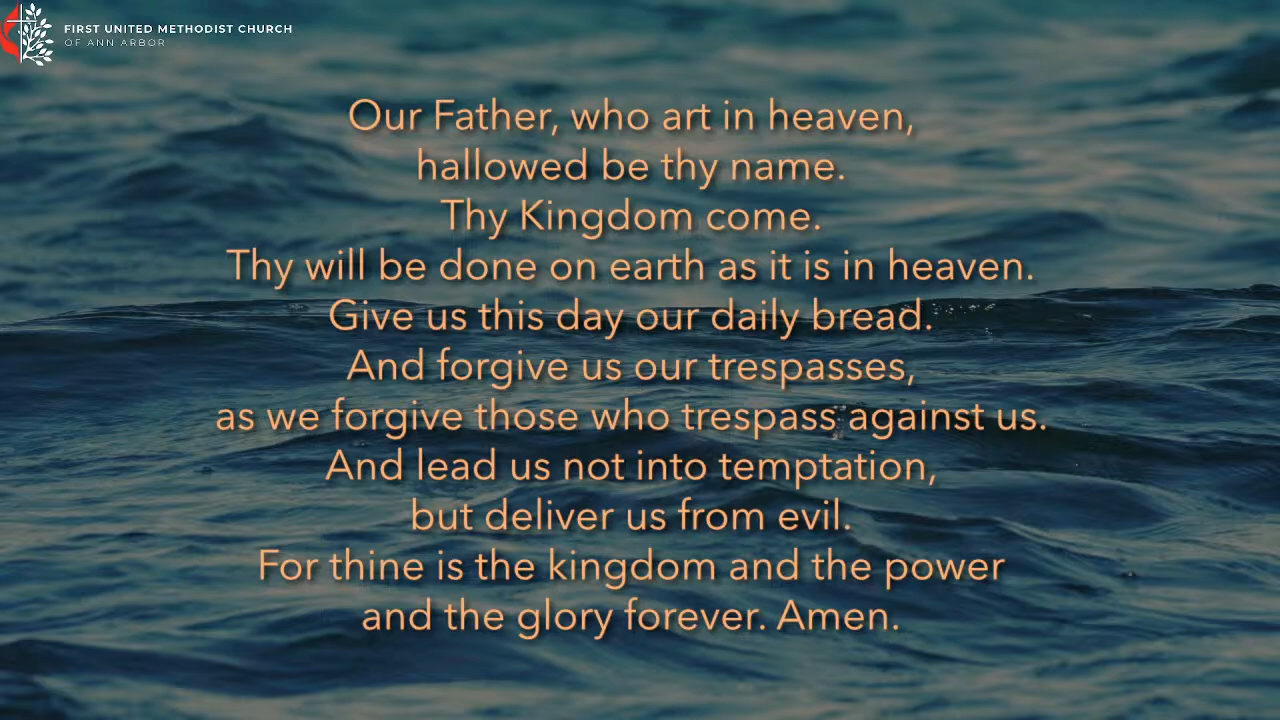 FIRST UNITED METHODIST CHURCH
OF ANN ARBOR
Our Father, who art in heaven,
hallowed be thy name.
Thy Kingdom come.
Thy will be done on earth as it is in heaven.
Give us this day our daily bread.
And forgive us our trespasses,
as we forgive those who trespass against us.
And lead us not into temptation,
but deliver us from evil.
For thine is the kingdom and the power
and the glory forever. Amen.